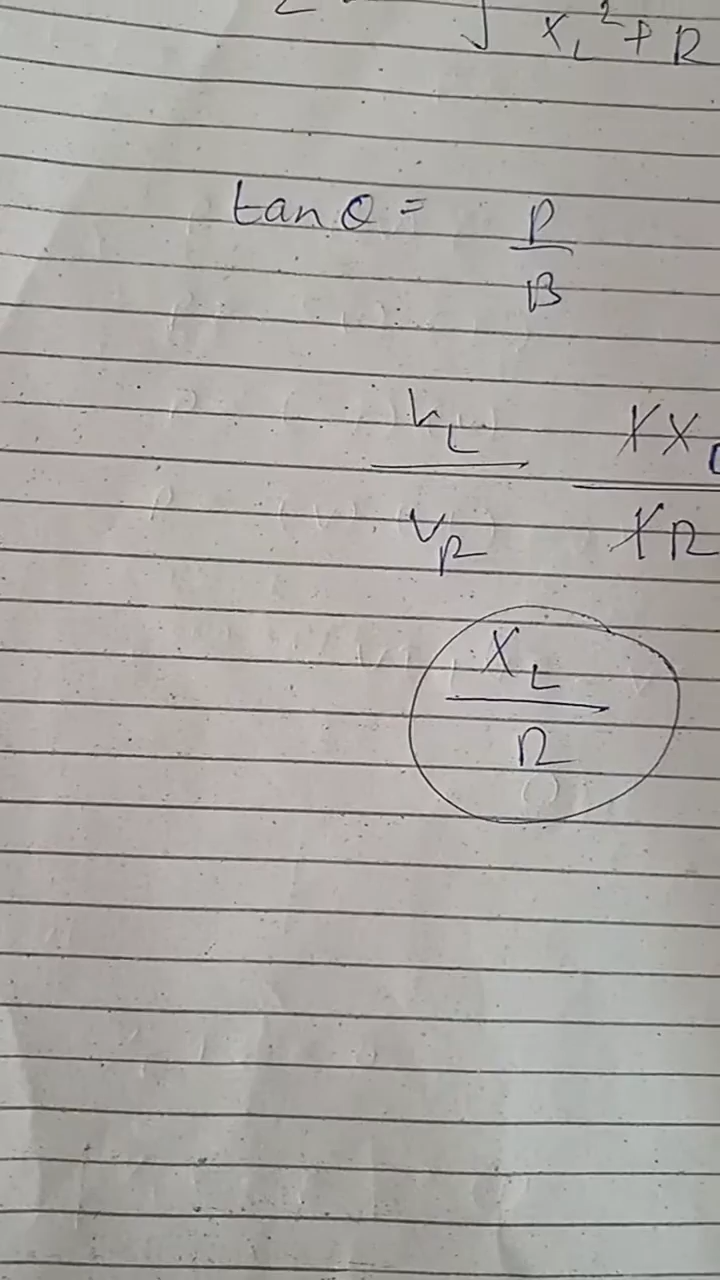 √ X_L² + R
tan θ = P / B
V_L / V_R   I X_L / I R
X_L / R